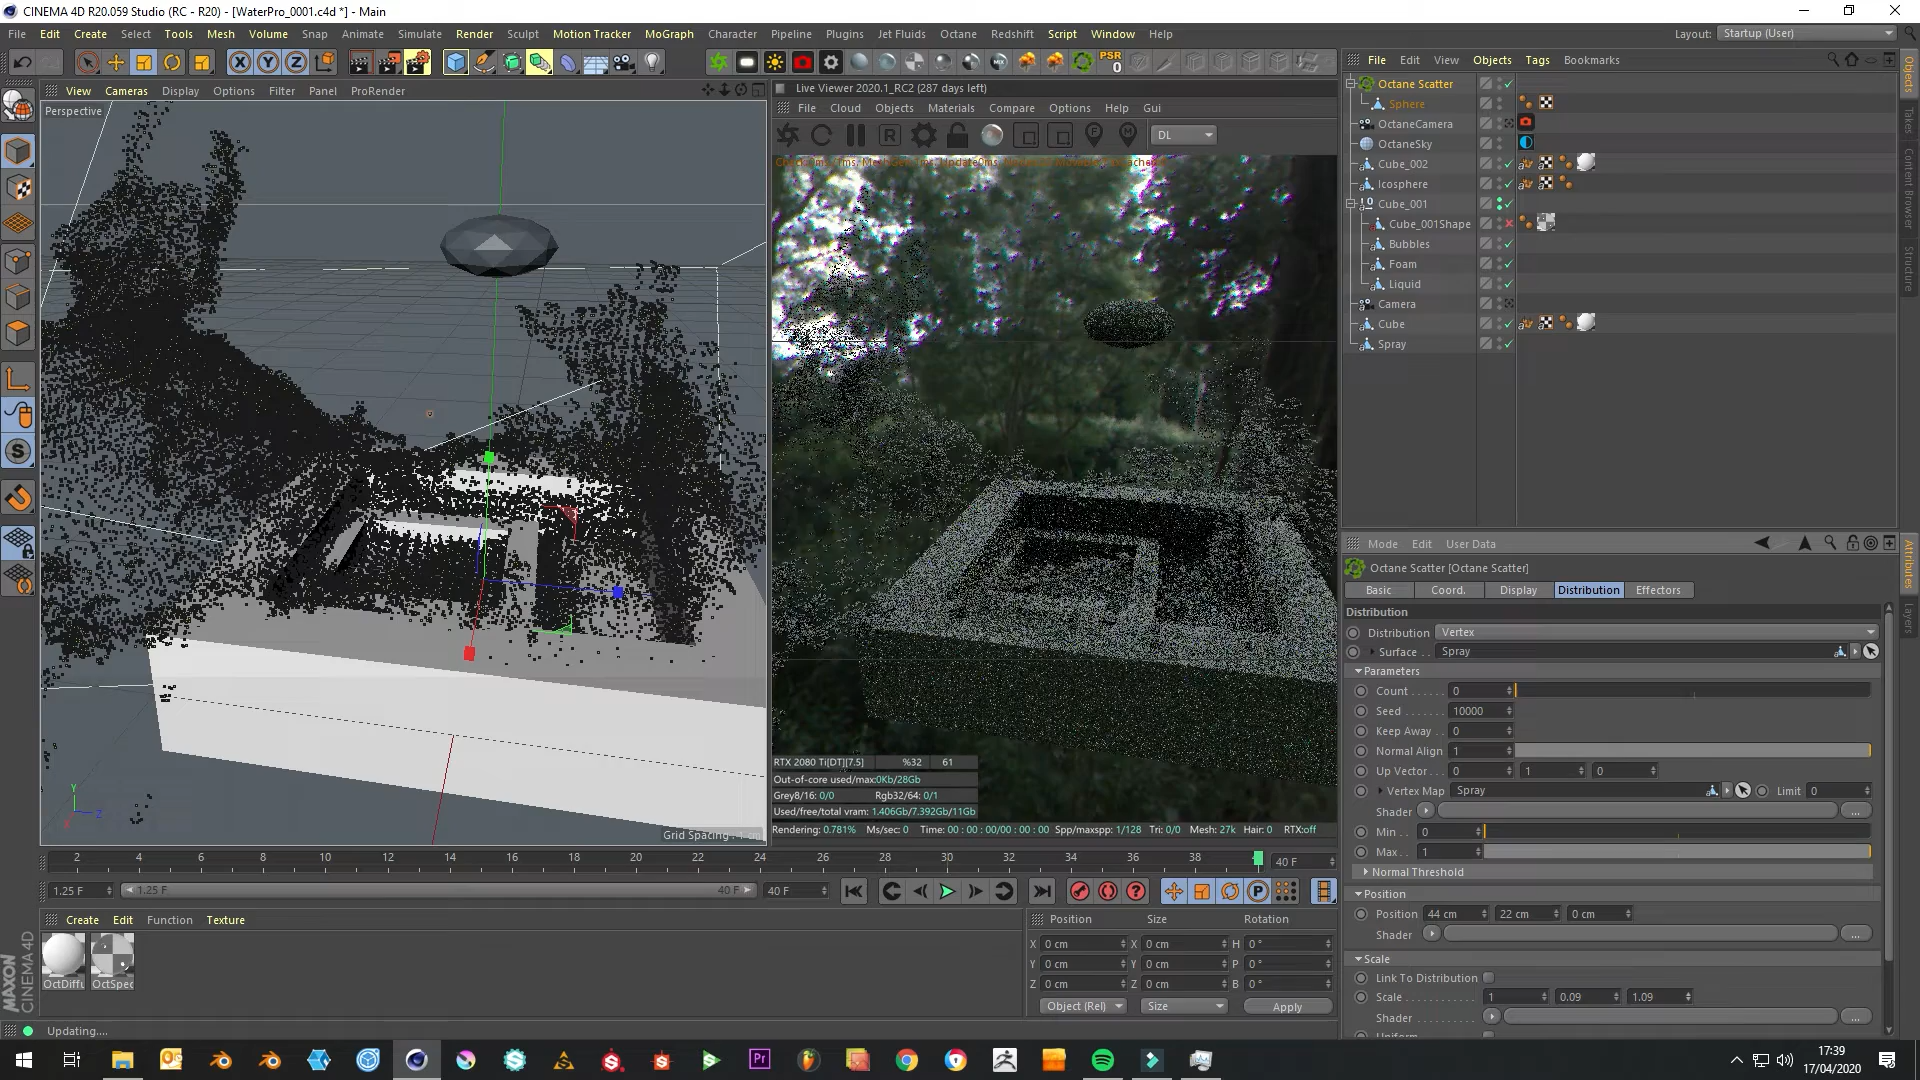 CINEMA 4D R20.059 Studio (RC - R20) - [WaterPro_0001.c4d *] - Main
File Edit Create Select Tools Mesh Volume Snap Animate Simulate Render Sculpt Motion Tracker MoGraph Character Pipeline Plugins Jet Fluids Octane Redshift Script Window Help
Layout: Startup (User)
X Y Z
PSR
0
View Cameras Display Options Filter Panel ProRender
Perspective
Grid Spacing : 1 cm
Live Viewer 2020.1_RC2 (287 days left)
File Cloud Objects Materials Compare Options Help Gui
R
DL
RTX 2080 Ti[DT][7.5] %32 61
Out-of-core used/max:0Kb/28Gb
Grey8/16: 0/0 Rgb32/64: 0/1
Used/free/total vram: 1.406Gb/7.392Gb/11Gb
Rendering: 0.781% Ms/sec: 0 Time: 00 : 00 : 00/00 : 00 : 00 Spp/maxspp: 1/128 Tri: 0/0 Mesh: 27k Hair: 0 RTX:off
File Edit View Objects Tags Bookmarks
Octane Scatter
Sphere
OctaneCamera
OctaneSky
Cube_002
Icosphere
Cube_001
Cube_001Shape
Bubbles
Foam
Liquid
Camera
Cube
Spray
Objects
Takes
Content Browser
Structure
Mode Edit User Data
Octane Scatter [Octane Scatter]
Basic Coord. Display Distribution Effectors
Distribution
Distribution Vertex
Surface . . Spray
Parameters
Count . . . . . . 0
Seed . . . . . . . 10000
Keep Away . . 0
Normal Align 1
Up Vector . . . 0 1 0
Vertex Map Spray Limit 0
Shader ...
Min . . 0
Max . . 1
Normal Threshold
Position
Position 44 cm 22 cm 0 cm
Shader ...
Scale
Link To Distribution
Scale . . . . . . . . . . . . 1 0.09 1.09
Shader ...
Attributes
Layers
2 4 6 8 10 12 14 16 18 20 22 24 26 28 30 32 34 36 38 40 F
1.25 F 1.25 F 40 F 40 F
Create Edit Function Texture
OctDiffu OctSpec
Position Size Rotation
X 0 cm X 0 cm H 0 °
Y 0 cm Y 0 cm P 0 °
Z 0 cm Z 0 cm B 0 °
Object (Rel) Size Apply
MAXON
CINEMA 4D
Updating....
17:39
17/04/2020